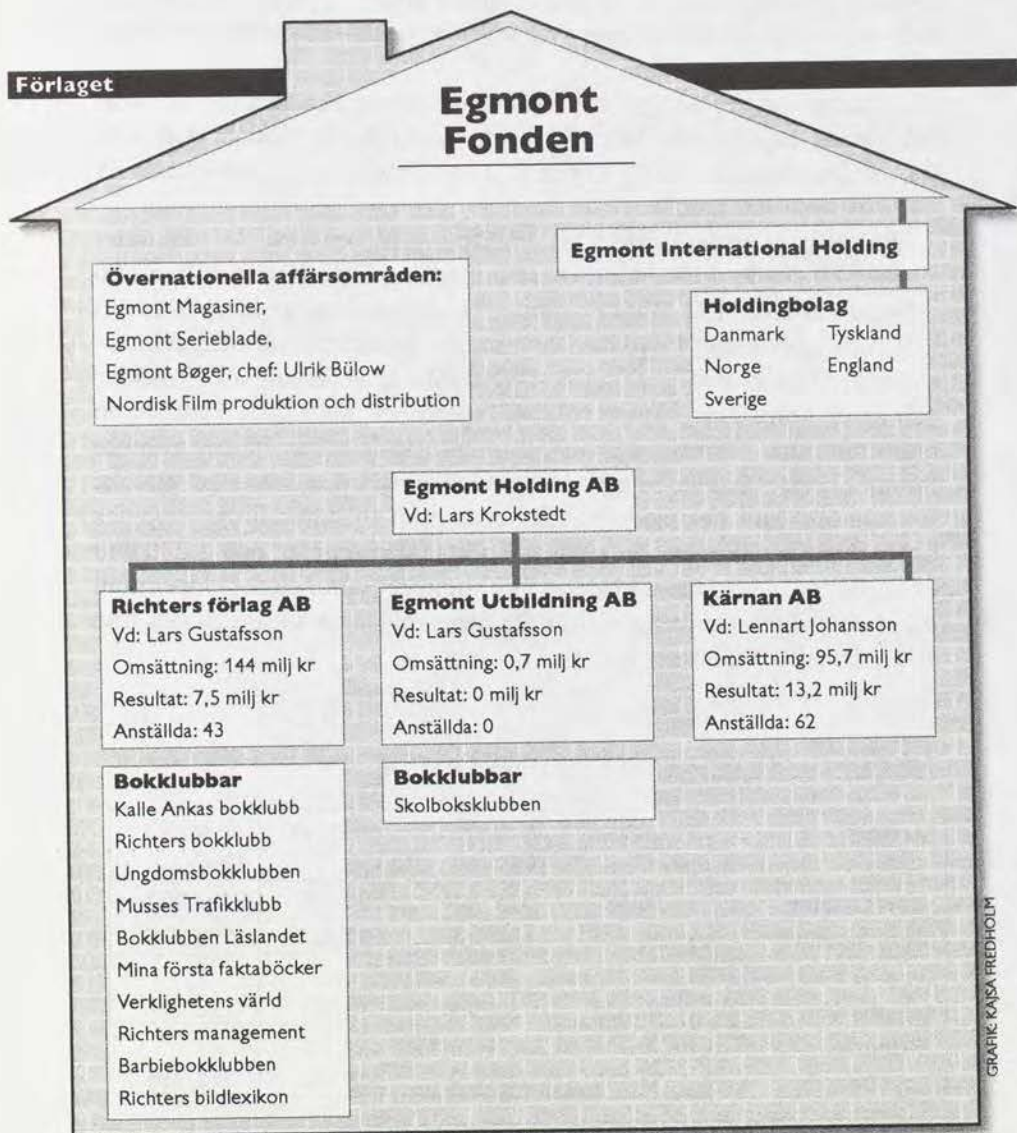 Förlaget
Egmont
Fonden
Egmont International Holding
Övernationella affärsområden:
Egmont Magasiner,
Egmont Serieblade,
Egmont Bøger, chef: Ulrik Bülow
Nordisk Film produktion och distribution
Holdingbolag
Danmark Tyskland
Norge England
Sverige
Egmont Holding AB
Vd: Lars Krokstedt
Richters förlag AB
Vd: Lars Gustafsson
Omsättning: 144 milj kr
Resultat: 7,5 milj kr
Anställda: 43
Egmont Utbildning AB
Vd: Lars Gustafsson
Omsättning: 0,7 milj kr
Resultat: 0 milj kr
Anställda: 0
Kärnan AB
Vd: Lennart Johansson
Omsättning: 95,7 milj kr
Resultat: 13,2 milj kr
Anställda: 62
Bokklubbar
Kalle Ankas bokklubb
Richters bokklubb
Ungdomsbokklubben
Musses Trafikklubb
Bokklubben Läslandet
Mina första faktaböcker
Verklighetens värld
Richters management
Barbiebokklubben
Richters bildlexikon
Bokklubbar
Skolboksklubben
GRAFIK: KAJSA FREDHOLM